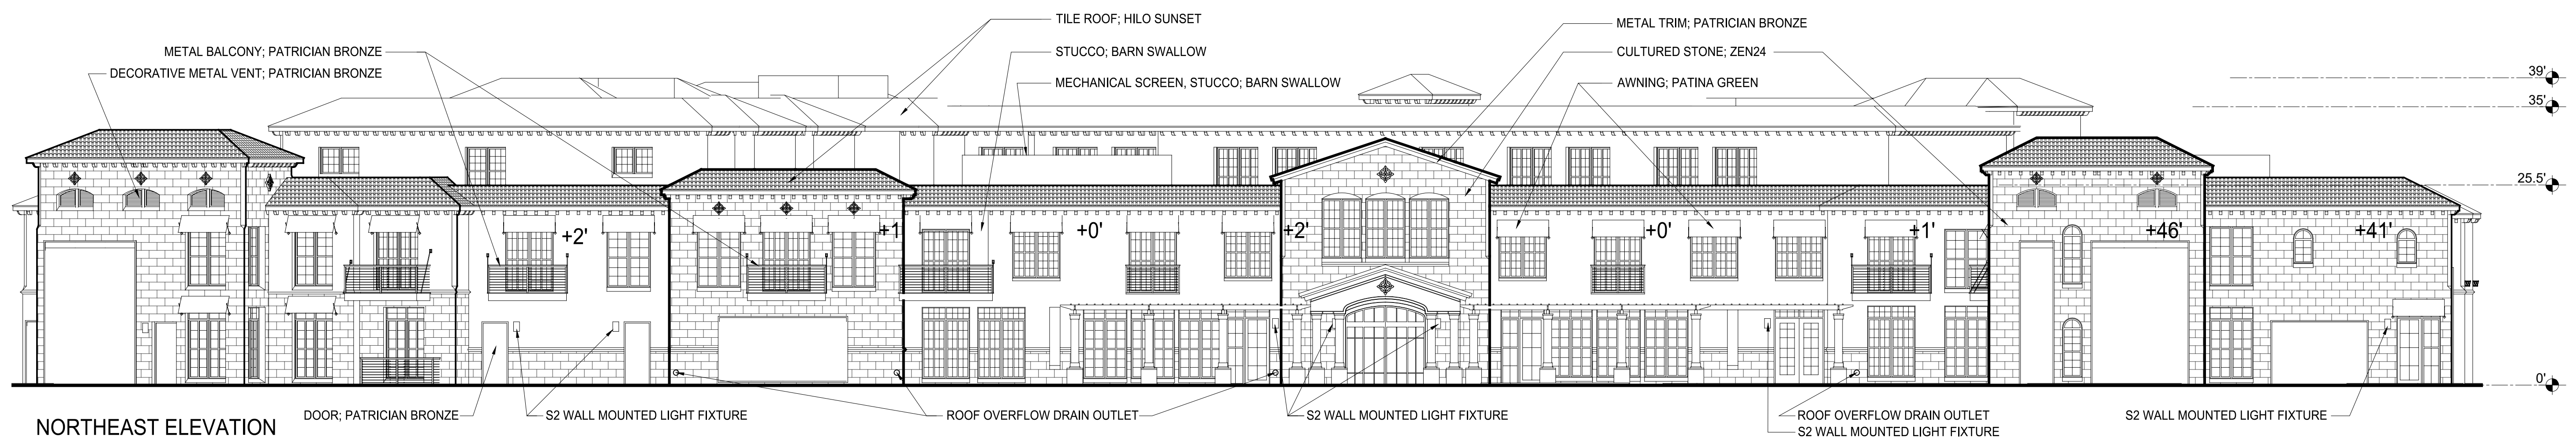 TILE ROOF; HILO SUNSET
METAL TRIM; PATRICIAN BRONZE
METAL BALCONY; PATRICIAN BRONZE
STUCCO; BARN SWALLOW
CULTURED STONE; ZEN24
DECORATIVE METAL VENT; PATRICIAN BRONZE
MECHANICAL SCREEN, STUCCO; BARN SWALLOW
AWNING; PATINA GREEN
39'
35'
25.5'
+2'
+1
+0'
+2'
+0'
+1'
+46'
+41'
0'
DOOR; PATRICIAN BRONZE
S2 WALL MOUNTED LIGHT FIXTURE
ROOF OVERFLOW DRAIN OUTLET
S2 WALL MOUNTED LIGHT FIXTURE
ROOF OVERFLOW DRAIN OUTLET
S2 WALL MOUNTED LIGHT FIXTURE
S2 WALL MOUNTED LIGHT FIXTURE
NORTHEAST ELEVATION